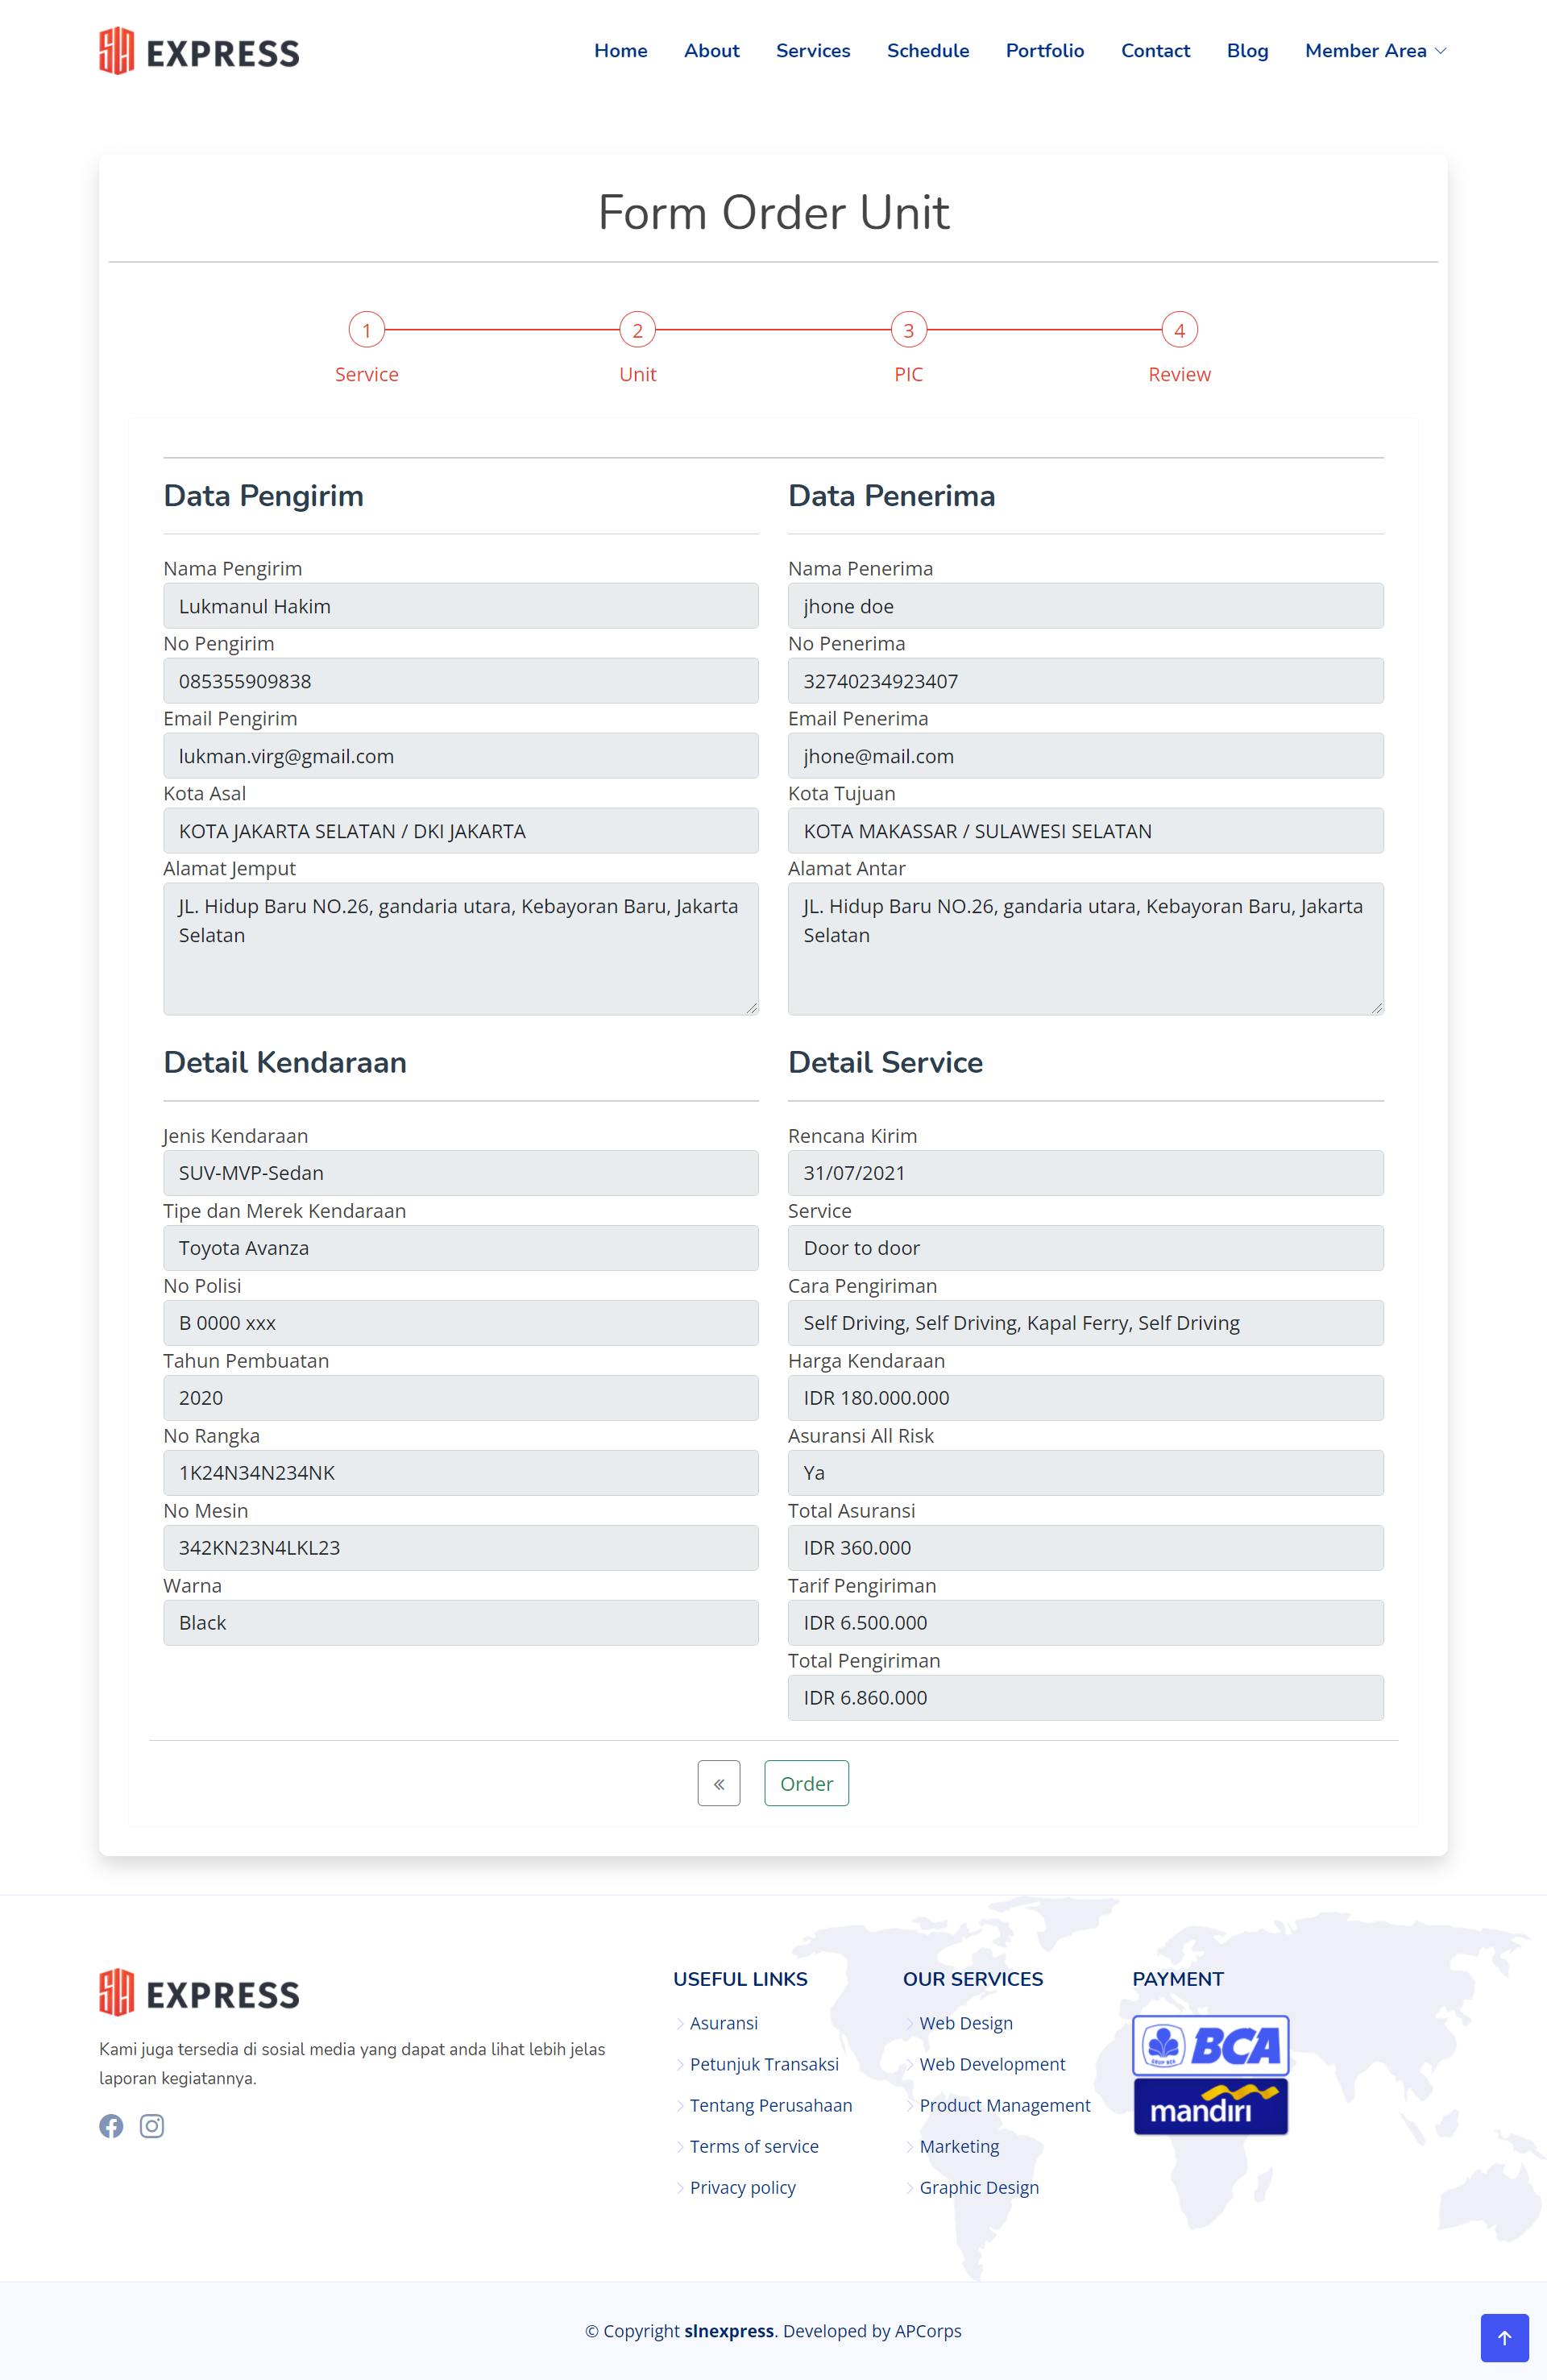 SLN EXPRESS
Home About Services Schedule Portfolio Contact Blog Member Area
Form Order Unit
1 2 3 4
Service Unit PIC Review
Data Pengirim
Nama Pengirim
Lukmanul Hakim
No Pengirim
085355909838
Email Pengirim
lukman.virg@gmail.com
Kota Asal
KOTA JAKARTA SELATAN / DKI JAKARTA
Alamat Jemput
JL. Hidup Baru NO.26, gandaria utara, Kebayoran Baru, Jakarta
Selatan
Data Penerima
Nama Penerima
jhone doe
No Penerima
32740234923407
Email Penerima
jhone@mail.com
Kota Tujuan
KOTA MAKASSAR / SULAWESI SELATAN
Alamat Antar
JL. Hidup Baru NO.26, gandaria utara, Kebayoran Baru, Jakarta
Selatan
Detail Kendaraan
Jenis Kendaraan
SUV-MVP-Sedan
Tipe dan Merek Kendaraan
Toyota Avanza
No Polisi
B 0000 xxx
Tahun Pembuatan
2020
No Rangka
1K24N34N234NK
No Mesin
342KN23N4LKL23
Warna
Black
Detail Service
Rencana Kirim
31/07/2021
Service
Door to door
Cara Pengiriman
Self Driving, Self Driving, Kapal Ferry, Self Driving
Harga Kendaraan
IDR 180.000.000
Asuransi All Risk
Ya
Total Asuransi
IDR 360.000
Tarif Pengiriman
IDR 6.500.000
Total Pengiriman
IDR 6.860.000
« Order
SLN EXPRESS
Kami juga tersedia di sosial media yang dapat anda lihat lebih jelas
laporan kegiatannya.
USEFUL LINKS
Asuransi
Petunjuk Transaksi
Tentang Perusahaan
Terms of service
Privacy policy
OUR SERVICES
Web Design
Web Development
Product Management
Marketing
Graphic Design
PAYMENT
BCA
GRUP BCA
mandiri
© Copyright slnexpress. Developed by APCorps